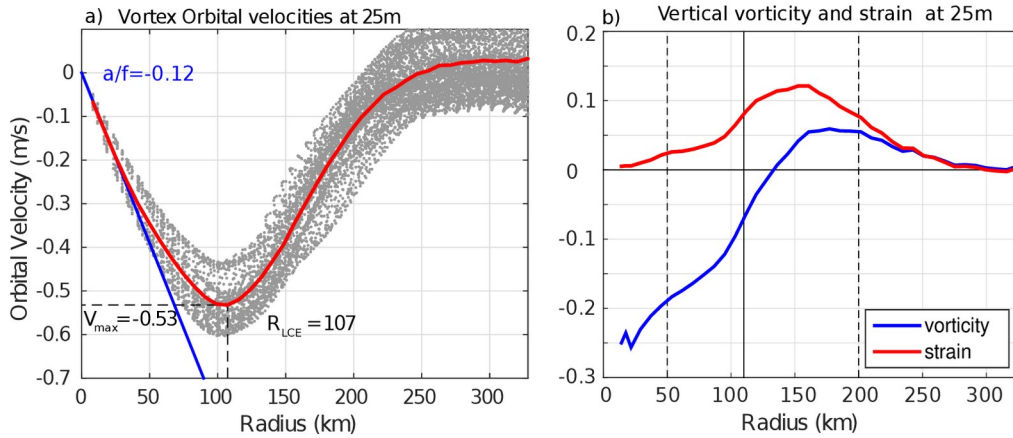 a) Vortex Orbital velocities at 25m
a/f=-0.12
0
-0.1
-0.2
-0.3
-0.4
-0.5
-0.6
-0.7
Orbital Velocity (m/s)
Vmax=-0.53
RLCE=107
0 50 100 150 200 250 300
Radius (km)
b) Vertical vorticity and strain at 25m
0.2
0.1
0
-0.1
-0.2
-0.3
vorticity
strain
0 50 100 150 200 250 300
Radius (km)